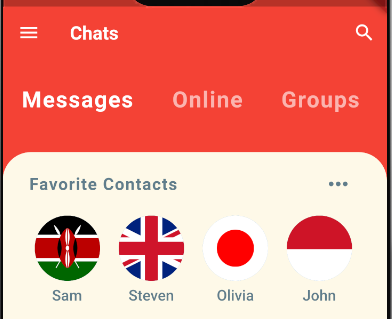 Chats
Messages Online Groups
Favorite Contacts
Sam Steven Olivia John